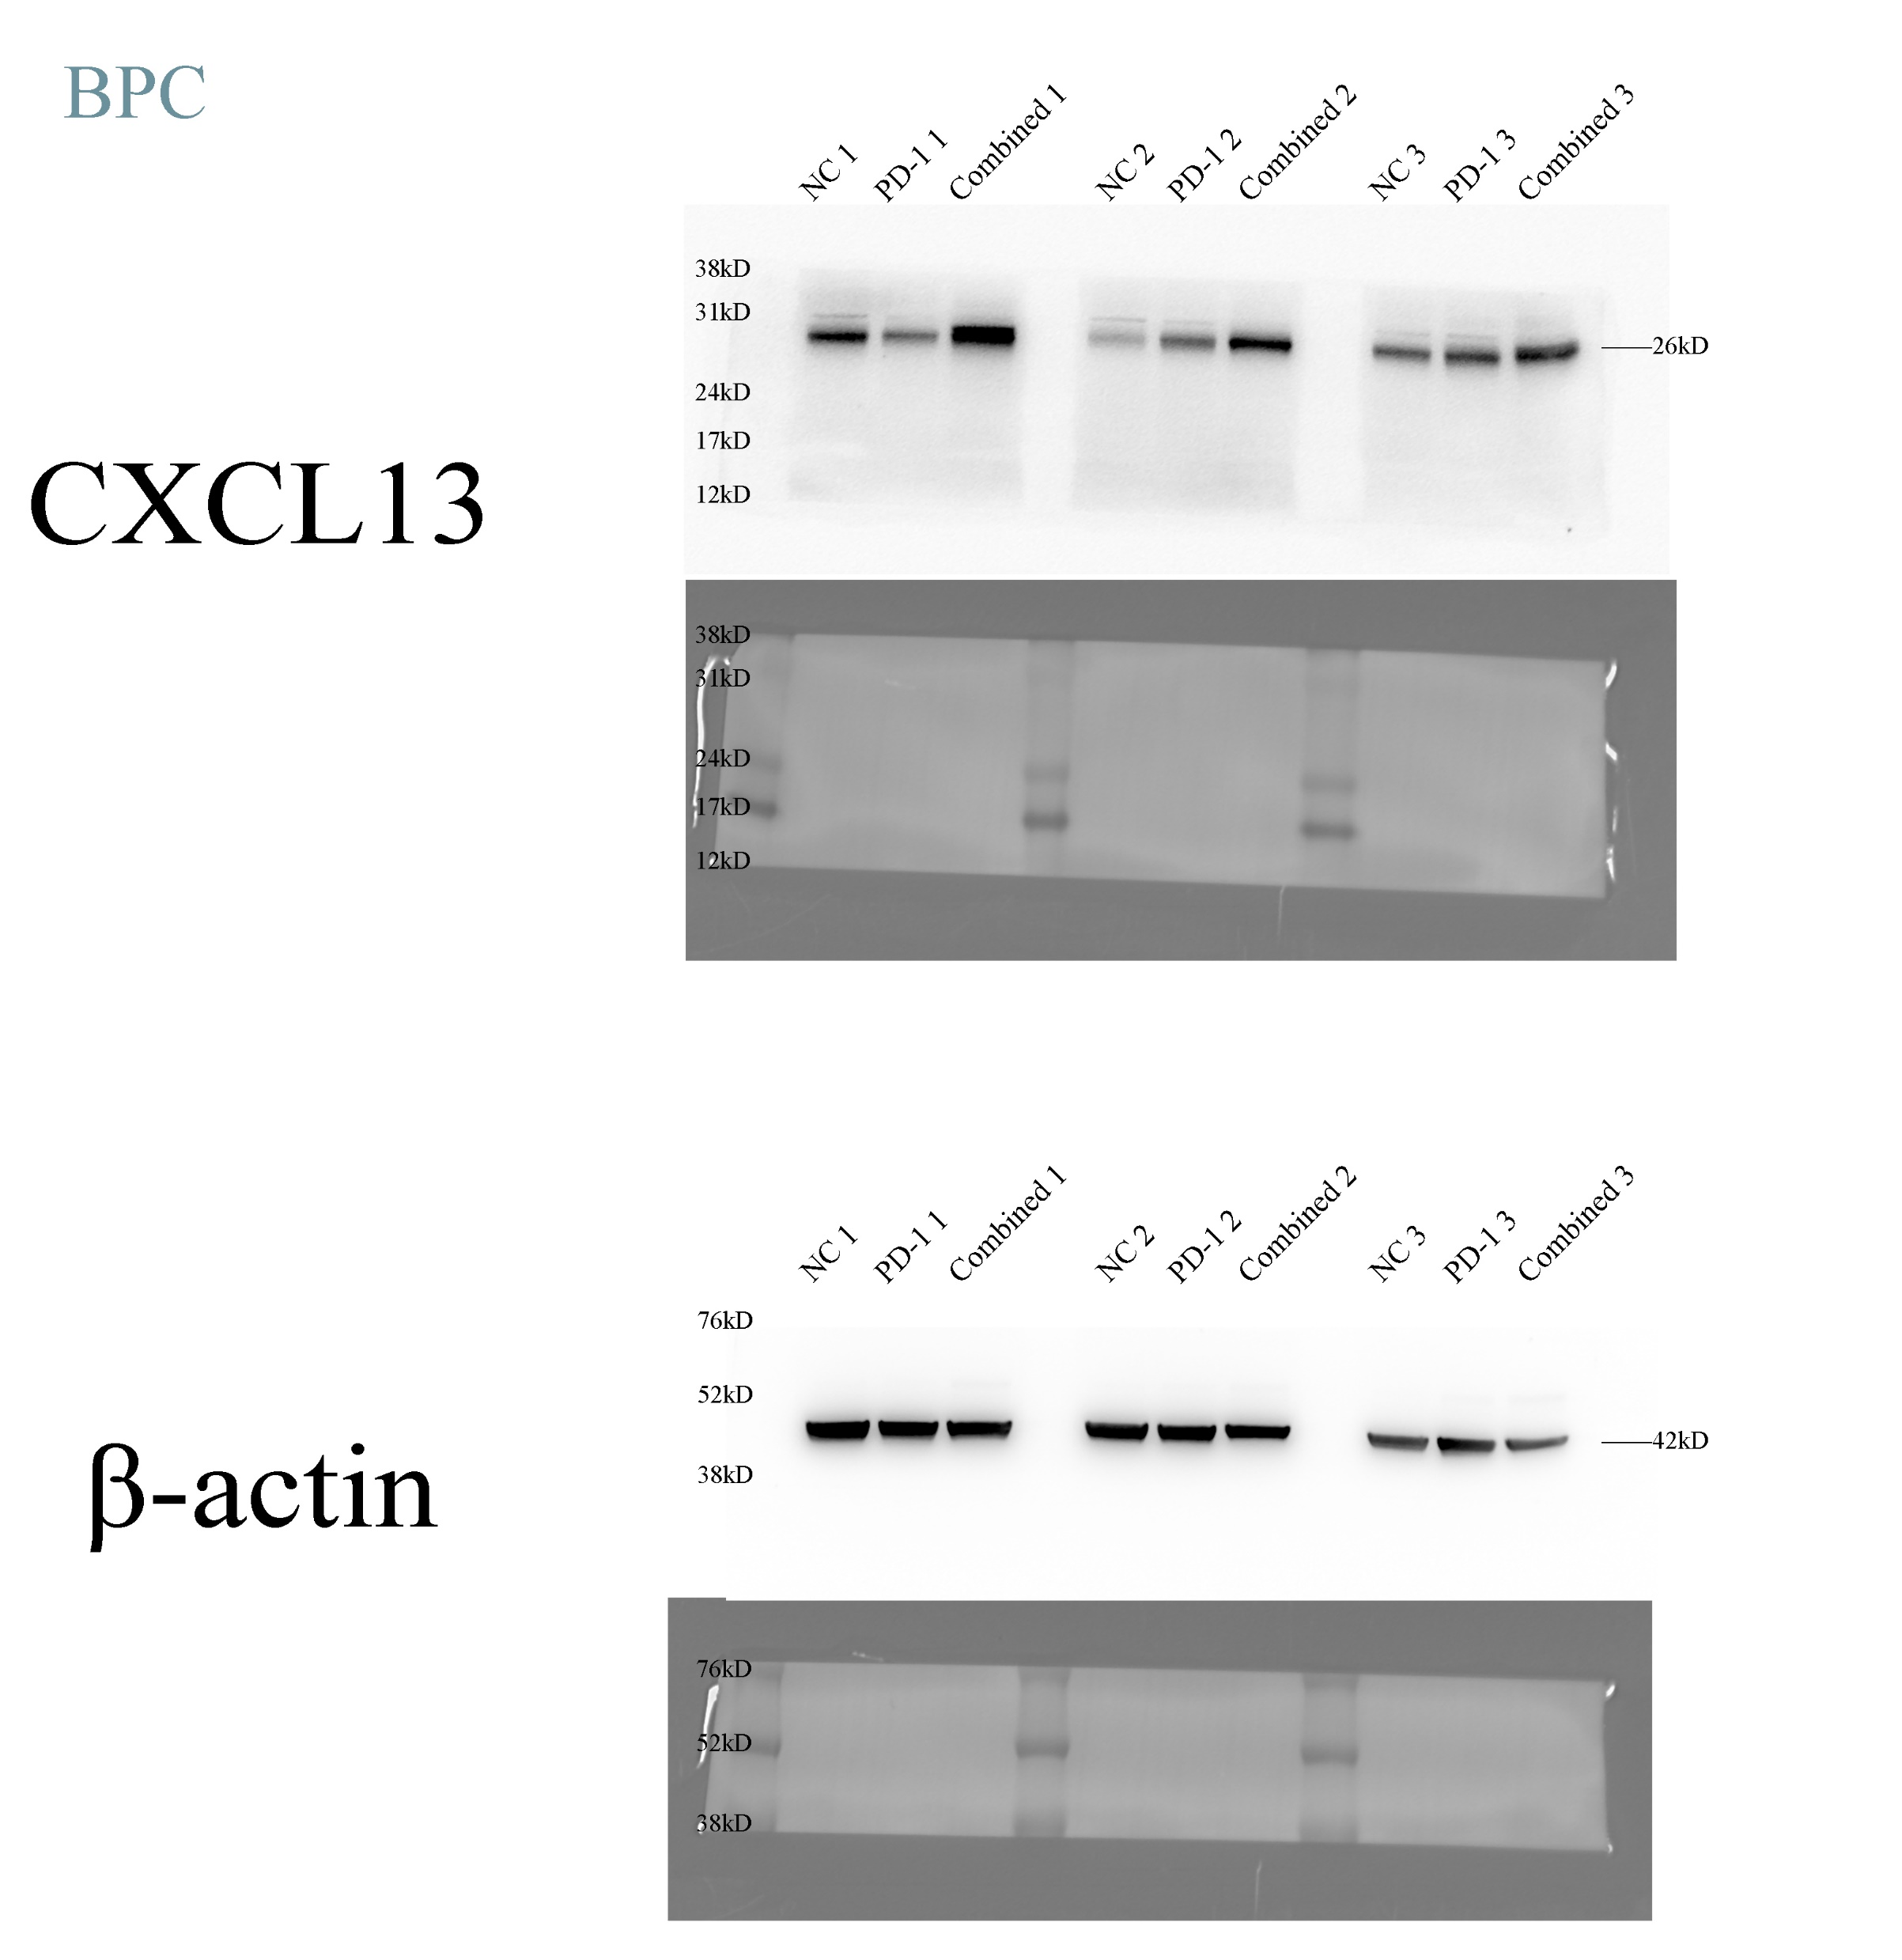 BPC
NC 1 PD-1 1 Combined 1 NC 2 PD-1 2 Combined 2 NC 3 PD-1 3 Combined 3
38kD
31kD
26kD
24kD
17kD
12kD
CXCL13
38kD
31kD
24kD
17kD
12kD
NC 1 PD-1 1 Combined 1 NC 2 PD-1 2 Combined 2 NC 3 PD-1 3 Combined 3
76kD
52kD
42kD
38kD
β-actin
76kD
52kD
38kD